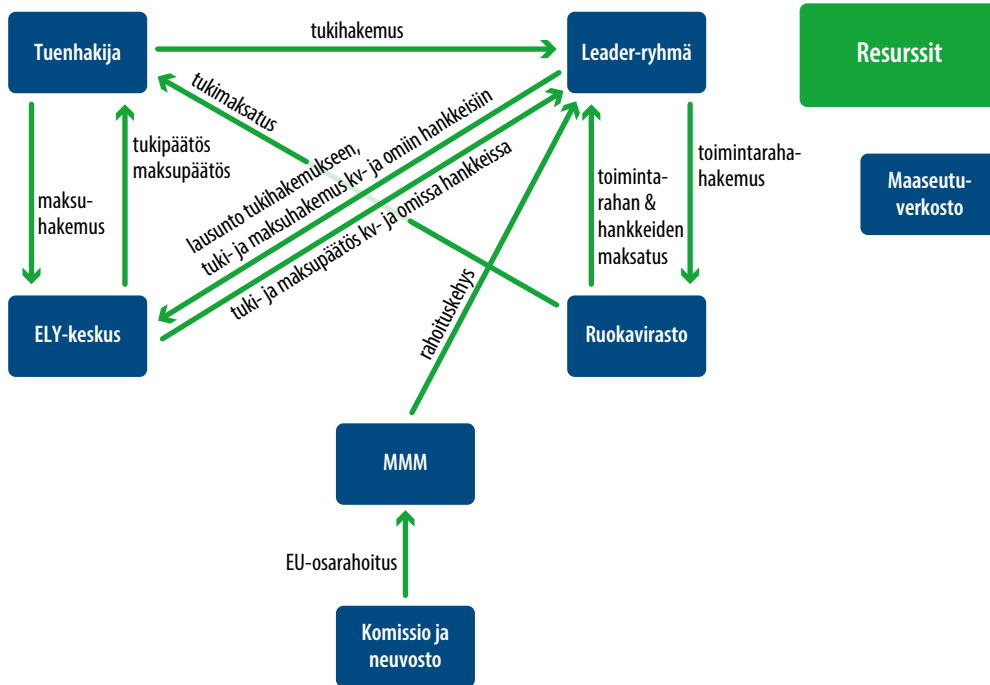 tukihakemus
Tuenhakija
Leader-ryhmä
Resurssit
tukimaksatus
tukipäätös
maksupäätös
lausunto tukihakemukseen,
tuki- ja maksuhakemus kv- ja omiin hankkeisiin
tuki- ja maksupäätös kv- ja omissa hankkeissa
toimintaraha-
hakemus
toiminta-
rahan &
hankkeiden
maksatus
maksu-
hakemus
Maaseutu-
verkosto
ELY-keskus
rahoituskehys
Ruokavirasto
MMM
EU-osarahoitus
Komissio ja
neuvosto